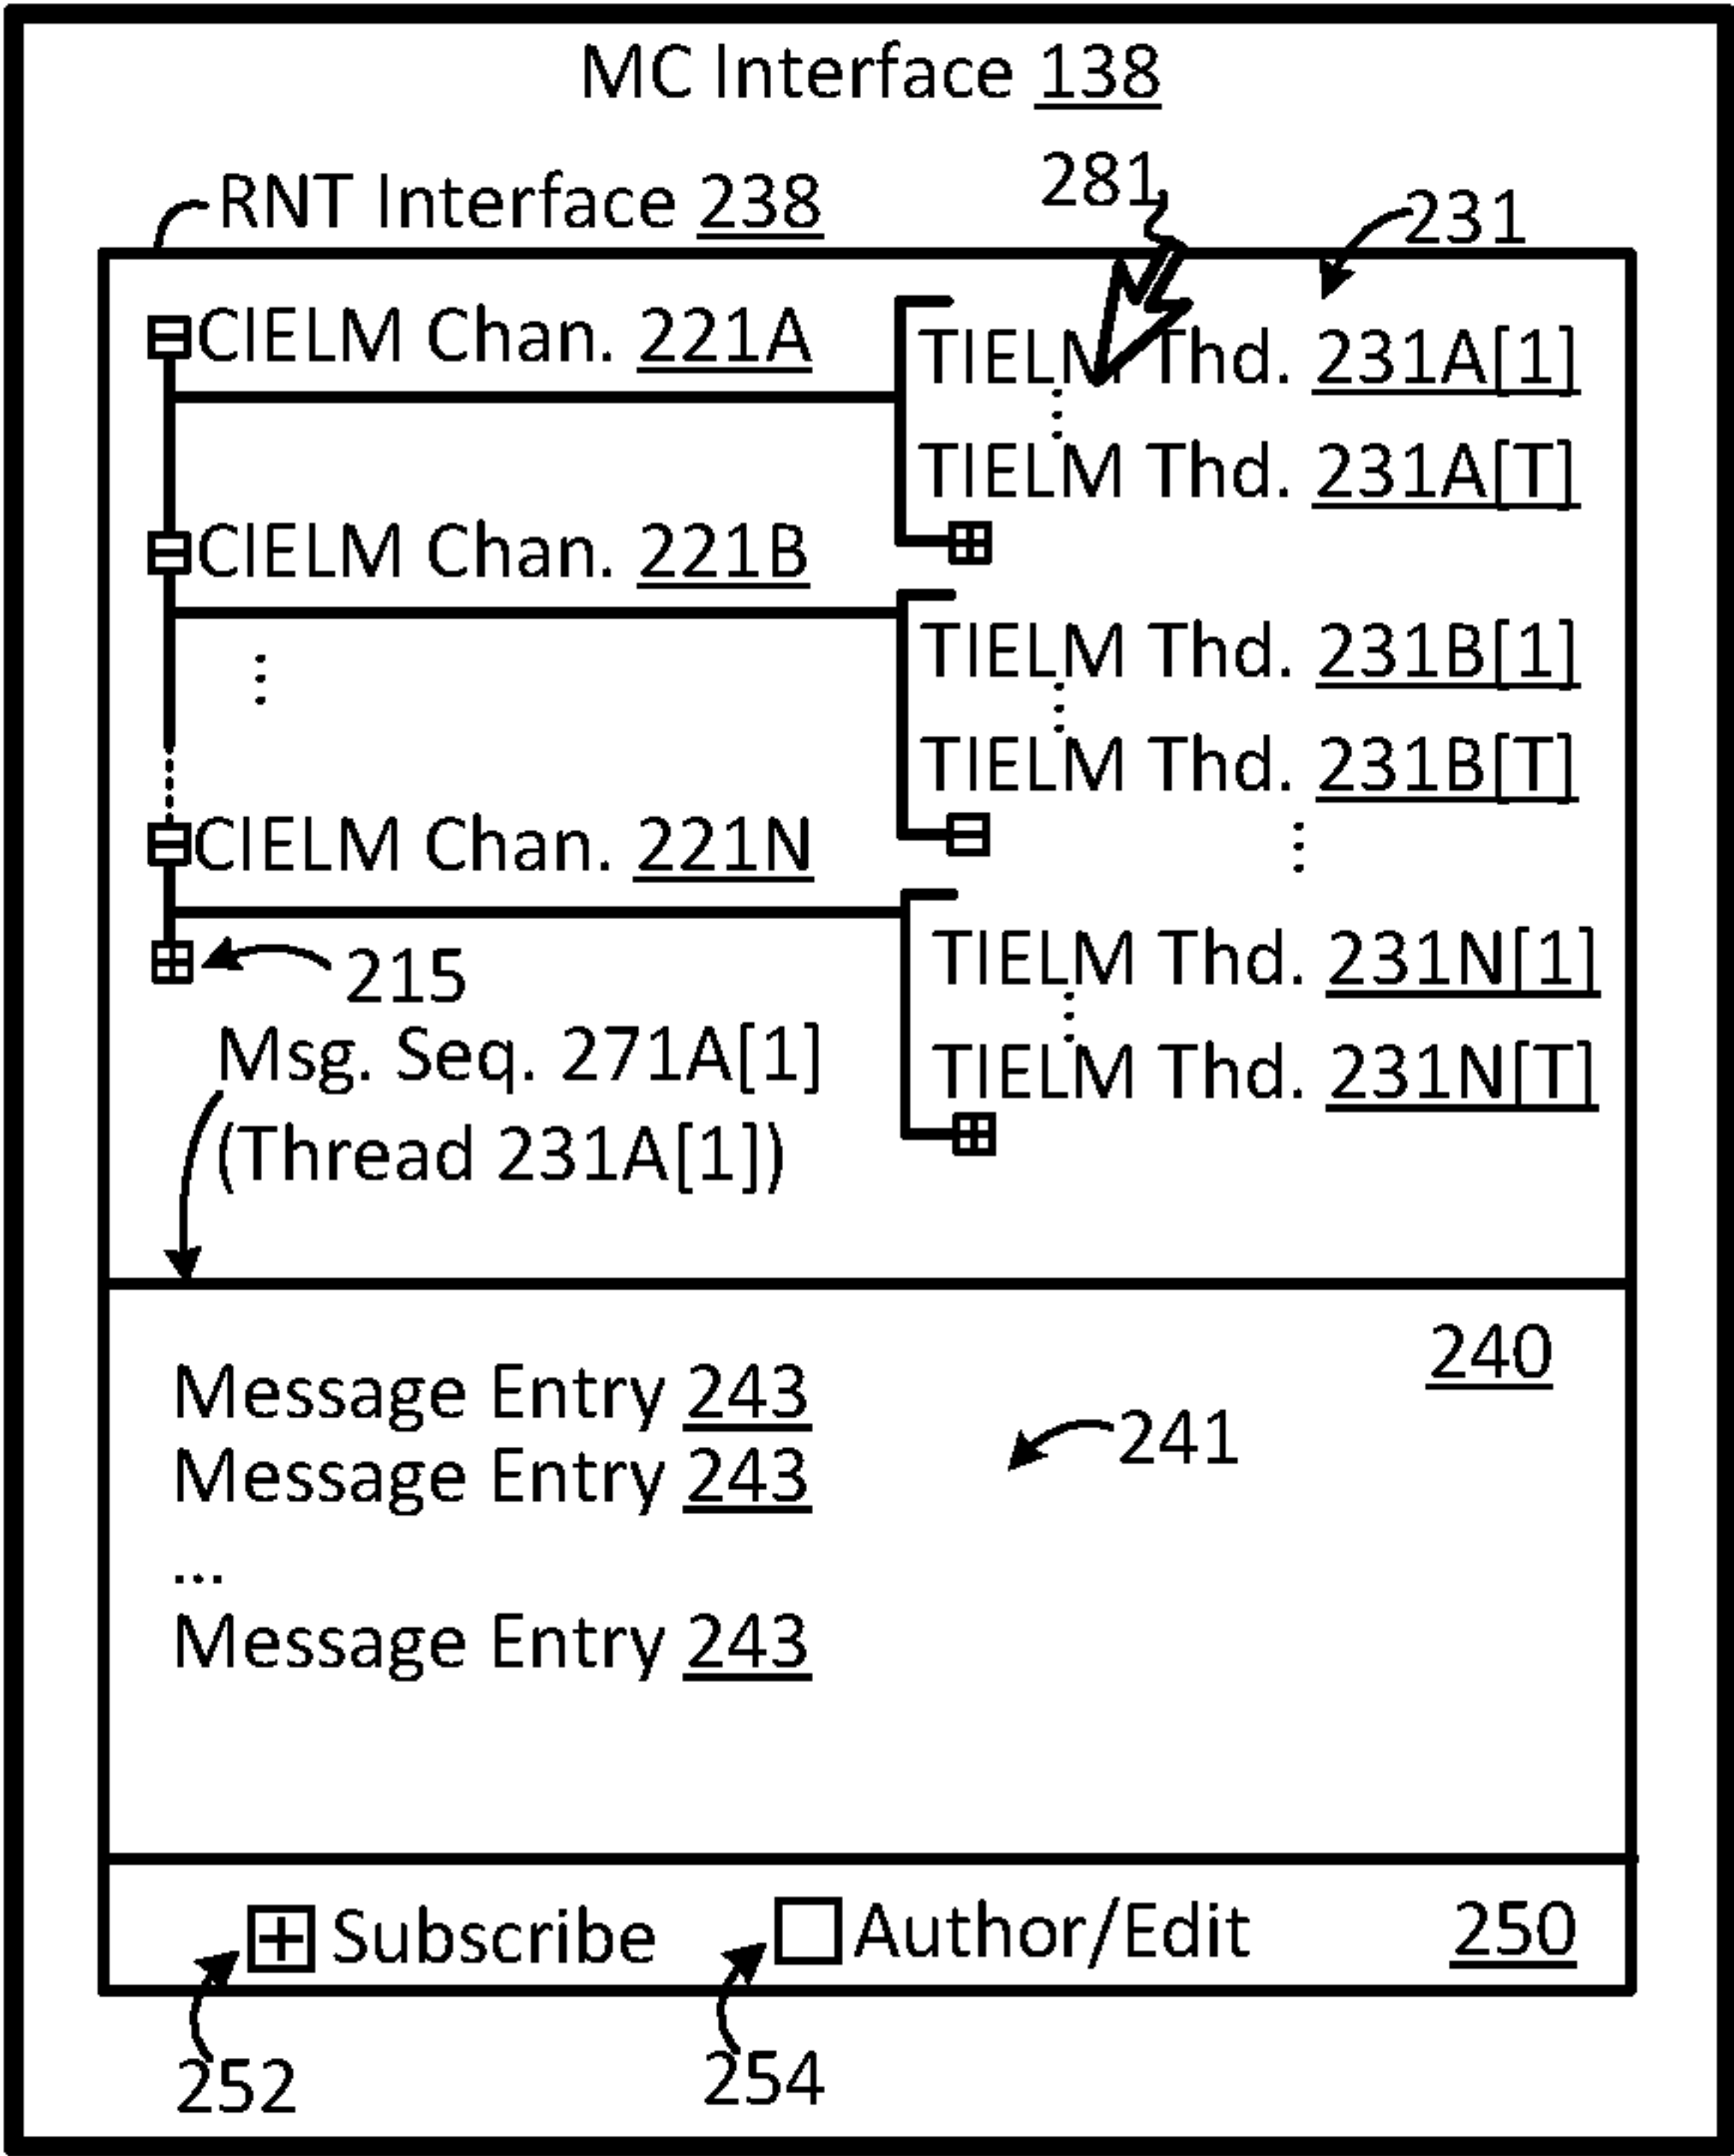 MC Interface 138
RNT Interface 238
281
231
CIELM Chan. 221A
TIELM Thd. 231A[1]
⋮
TIELM Thd. 231A[T]
CIELM Chan. 221B
TIELM Thd. 231B[1]
⋮
⋮
TIELM Thd. 231B[T]
CIELM Chan. 221N
⋮
TIELM Thd. 231N[1]
⋮
TIELM Thd. 231N[T]
215
Msg. Seq. 271A[1]
(Thread 231A[1])
240
Message Entry 243
241
Message Entry 243
...
Message Entry 243
Subscribe
Author/Edit
250
252
254